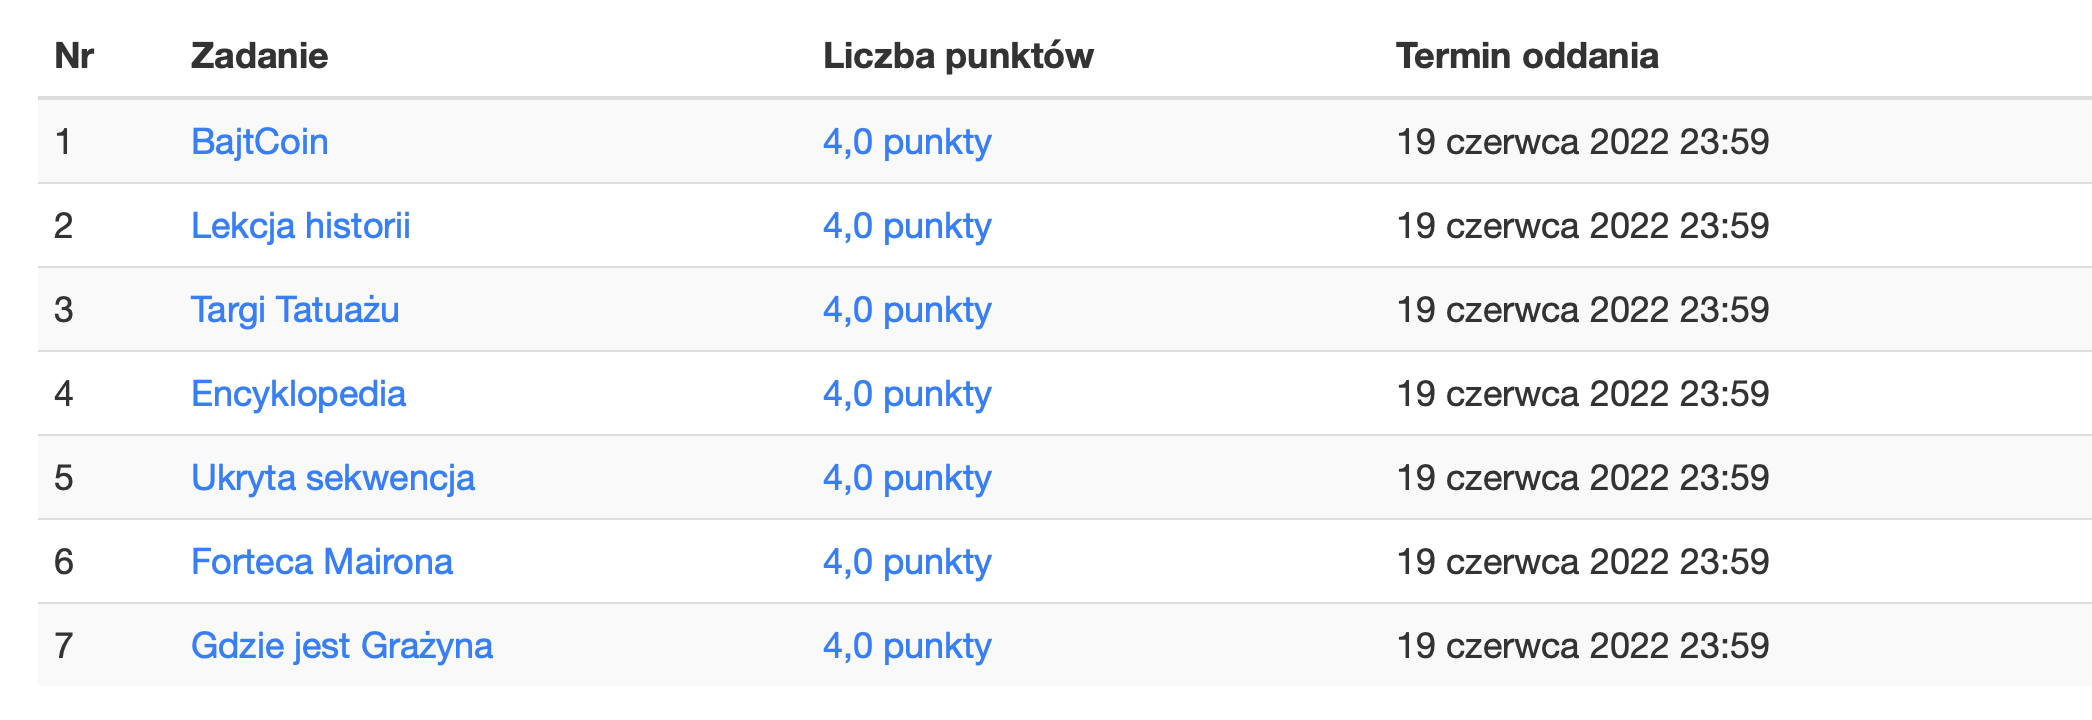 Nr Zadanie Liczba punktów Termin oddania
1 BajtCoin 4,0 punkty 19 czerwca 2022 23:59
2 Lekcja historii 4,0 punkty 19 czerwca 2022 23:59
3 Targi Tatuażu 4,0 punkty 19 czerwca 2022 23:59
4 Encyklopedia 4,0 punkty 19 czerwca 2022 23:59
5 Ukryta sekwencja 4,0 punkty 19 czerwca 2022 23:59
6 Forteca Mairona 4,0 punkty 19 czerwca 2022 23:59
7 Gdzie jest Grażyna 4,0 punkty 19 czerwca 2022 23:59